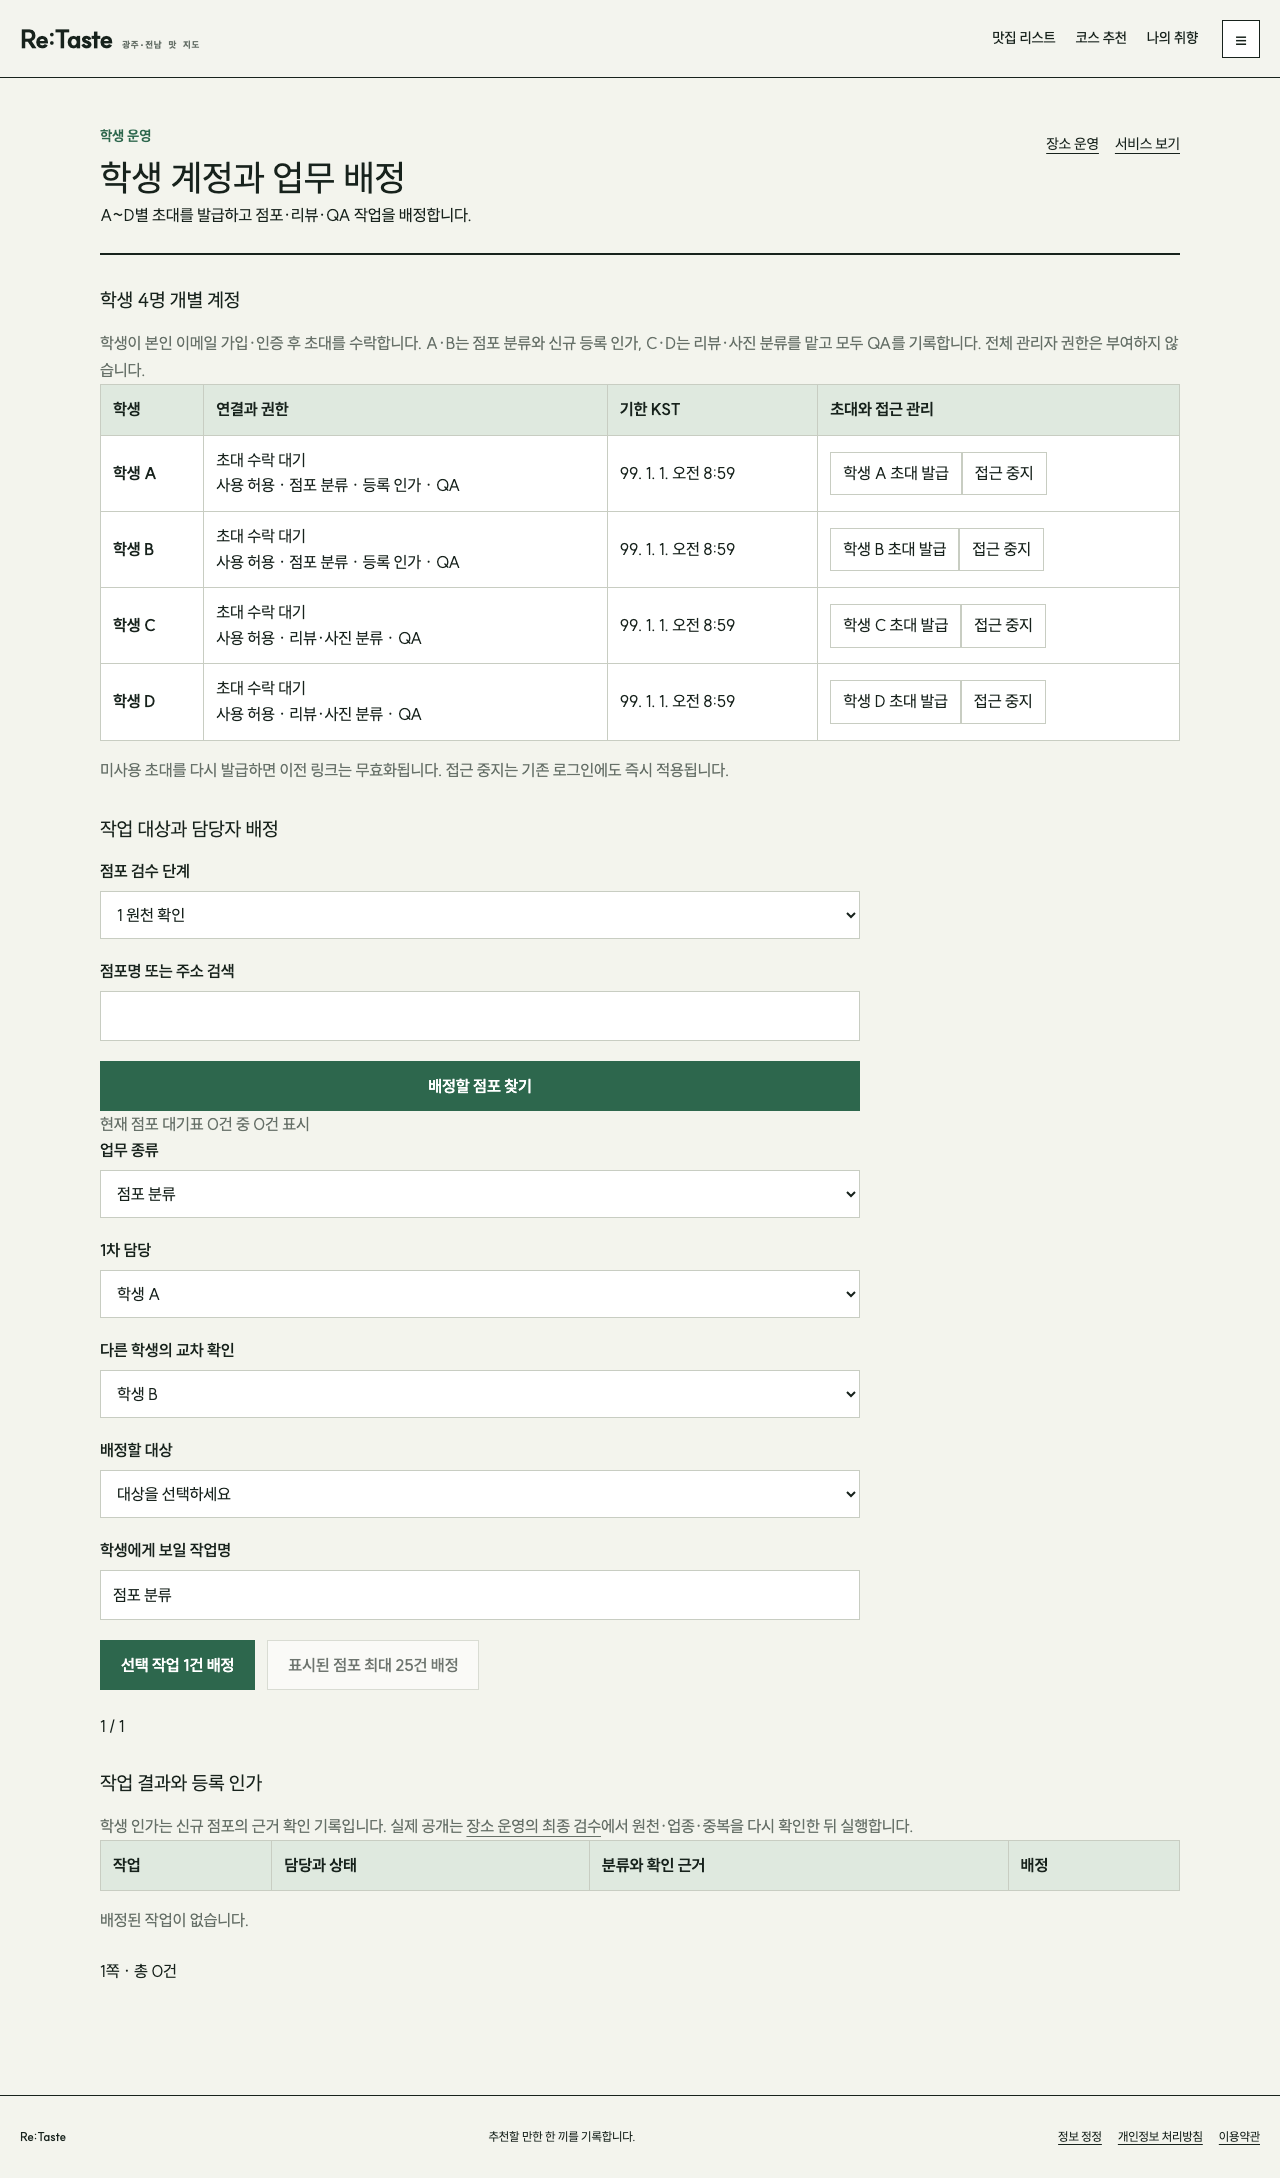 Re:Taste 광주·전남 맛 지도
맛집 리스트 코스 추천 나의 취향 ≡
학생 운영
장소 운영 서비스 보기
학생 계정과 업무 배정
A~D별 초대를 발급하고 점포·리뷰·QA 작업을 배정합니다.
학생 4명 개별 계정
학생이 본인 이메일 가입·인증 후 초대를 수락합니다. A·B는 점포 분류와 신규 등록 인가, C·D는 리뷰·사진 분류를 맡고 모두 QA를 기록합니다. 전체 관리자 권한은 부여하지 않
습니다.
학생 연결과 권한 기한 KST 초대와 접근 관리
학생 A 초대 수락 대기
사용 허용 · 점포 분류 · 등록 인가 · QA 99. 1. 1. 오전 8:59 학생 A 초대 발급 접근 중지
학생 B 초대 수락 대기
사용 허용 · 점포 분류 · 등록 인가 · QA 99. 1. 1. 오전 8:59 학생 B 초대 발급 접근 중지
학생 C 초대 수락 대기
사용 허용 · 리뷰·사진 분류 · QA 99. 1. 1. 오전 8:59 학생 C 초대 발급 접근 중지
학생 D 초대 수락 대기
사용 허용 · 리뷰·사진 분류 · QA 99. 1. 1. 오전 8:59 학생 D 초대 발급 접근 중지
미사용 초대를 다시 발급하면 이전 링크는 무효화됩니다. 접근 중지는 기존 로그인에도 즉시 적용됩니다.
작업 대상과 담당자 배정
점포 검수 단계
1 원천 확인
점포명 또는 주소 검색
배정할 점포 찾기
현재 점포 대기표 0건 중 0건 표시
업무 종류
점포 분류
1차 담당
학생 A
다른 학생의 교차 확인
학생 B
배정할 대상
대상을 선택하세요
학생에게 보일 작업명
점포 분류
선택 작업 1건 배정 표시된 점포 최대 25건 배정
1 / 1
작업 결과와 등록 인가
학생 인가는 신규 점포의 근거 확인 기록입니다. 실제 공개는 장소 운영의 최종 검수에서 원천·업종·중복을 다시 확인한 뒤 실행합니다.
작업 담당과 상태 분류와 확인 근거 배정
배정된 작업이 없습니다.
1쪽 · 총 0건
Re:Taste 추천할 만한 한 끼를 기록합니다. 정보 정정 개인정보 처리방침 이용약관